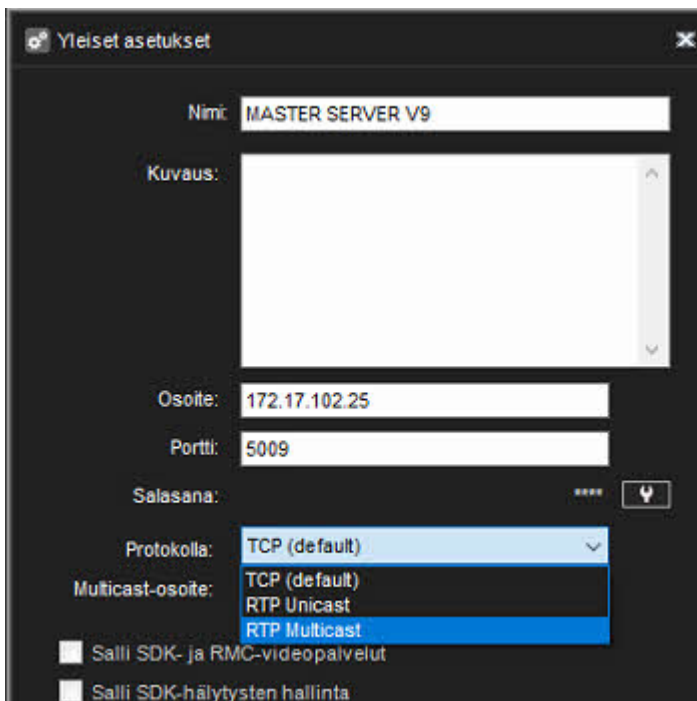 Yleiset asetukset
Nimi: MASTER SERVER V9
Kuvaus:
Osoite: 172.17.102.25
Portti: 5009
Salasana: ****
Protokolla: TCP (default)
TCP (default)
Multicast-osoite:
RTP Unicast
RTP Multicast
Salli SDK- ja RMC-videopalvelut
Salli SDK-hälytysten hallinta